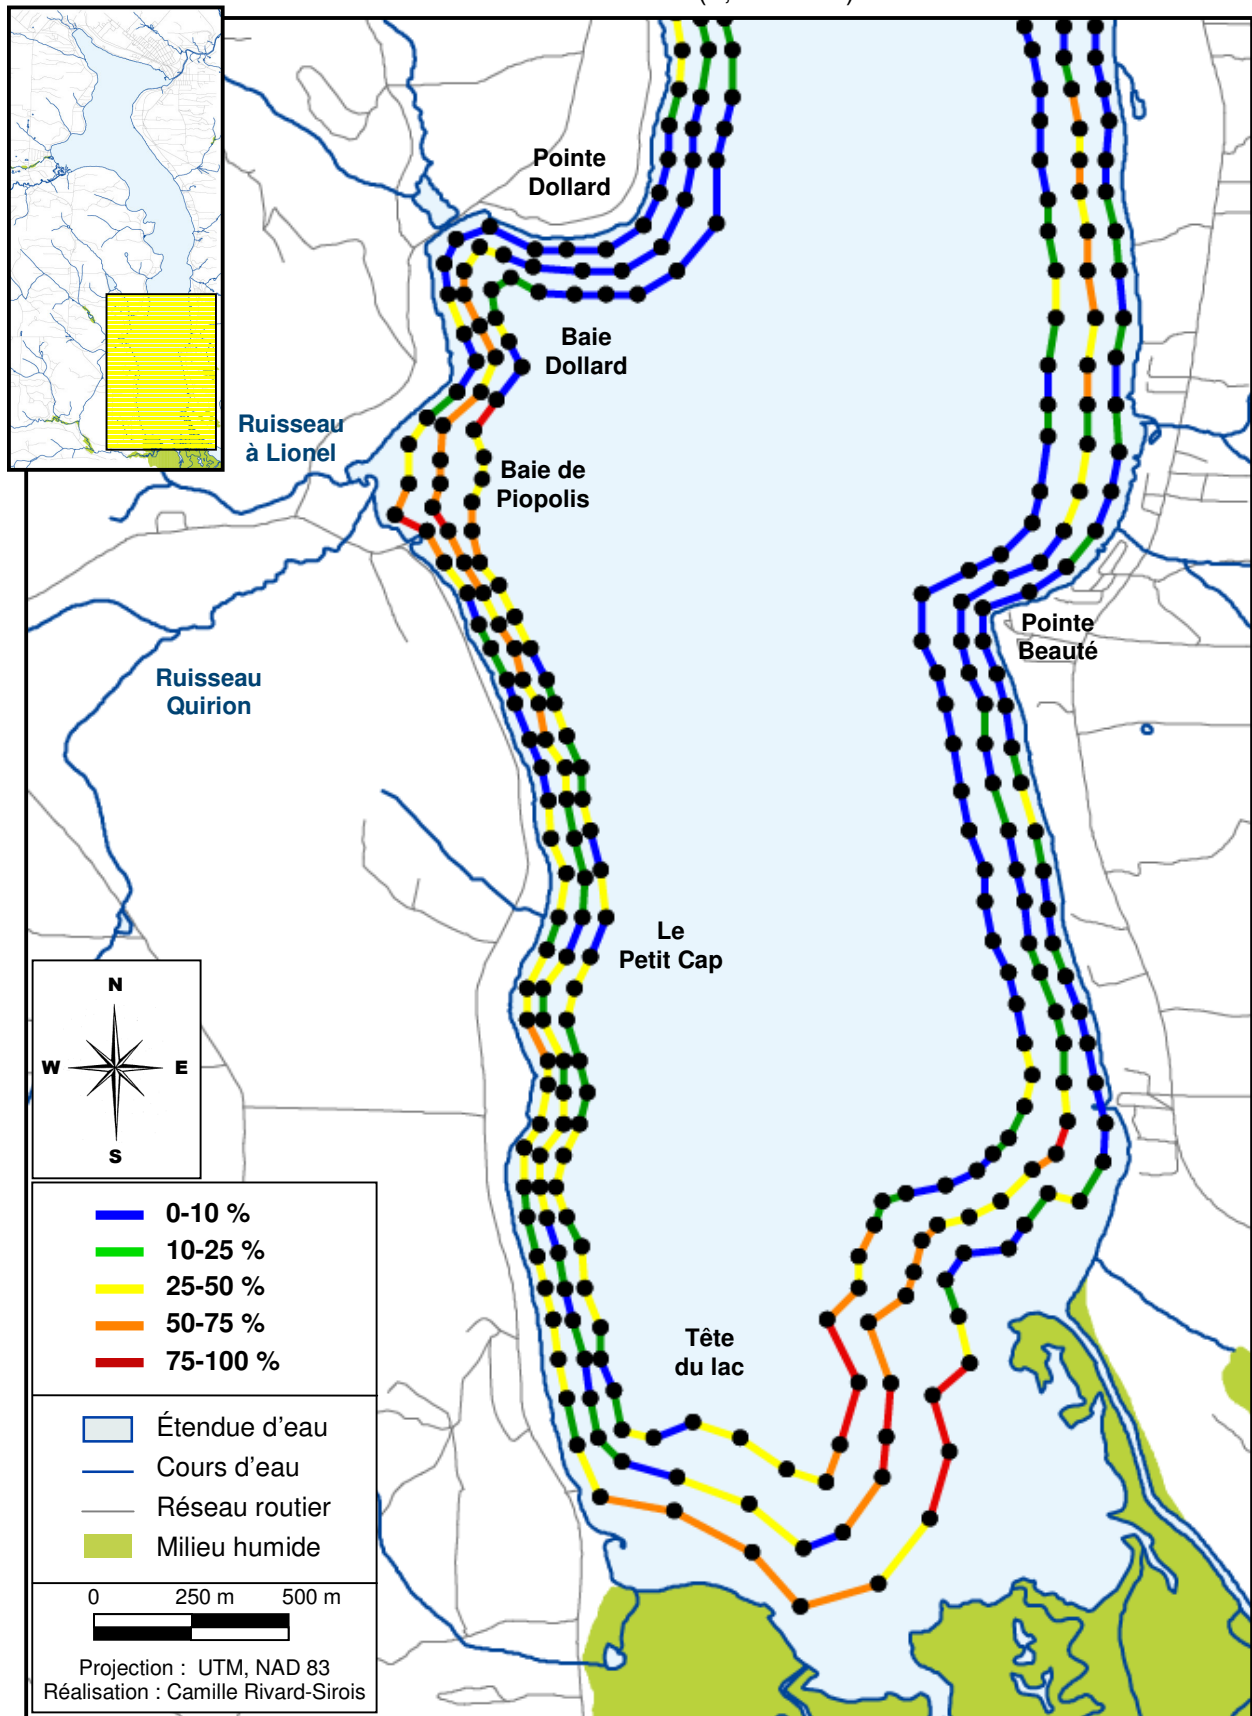 Pointe
Dollard
Baie
Dollard
Ruisseau
à Lionel
Baie de
Piopolis
Pointe
Beauté
Ruisseau
Quirion
Le
Petit Cap
N
W
E
S
0-10 %
10-25 %
25-50 %
50-75 %
75-100 %
Tête
du lac
Étendue d'eau
Cours d'eau
Réseau routier
Milieu humide
0 250 m 500 m
Projection : UTM, NAD 83
Réalisation : Camille Rivard-Sirois